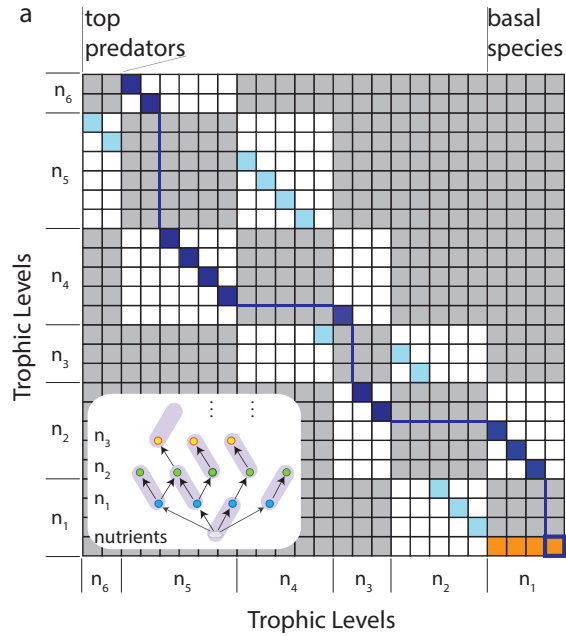 a
top
predators
basal
species
n₆
n₅
n₄
n₃
n₂
n₁
Trophic Levels
n₃
n₂
n₁
nutrients
n₆
n₅
n₄
n₃
n₂
n₁
Trophic Levels